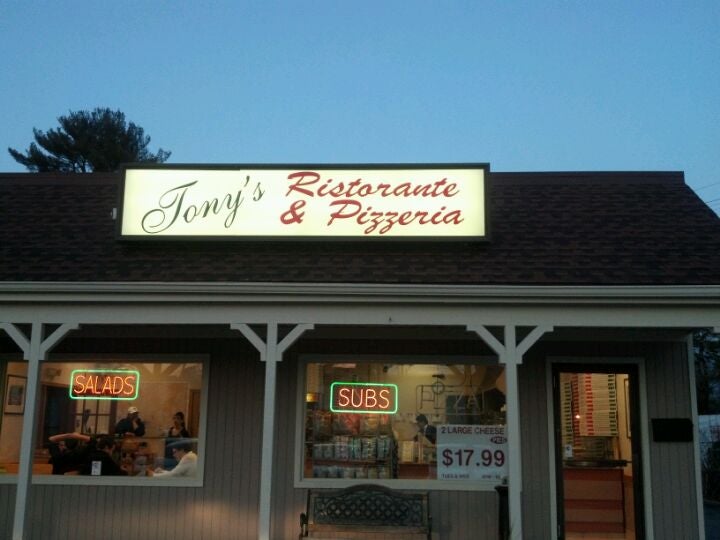 Tony's Ristorante
& Pizzeria
SALADS
SUBS
2 LARGE CHEESE
$17.99